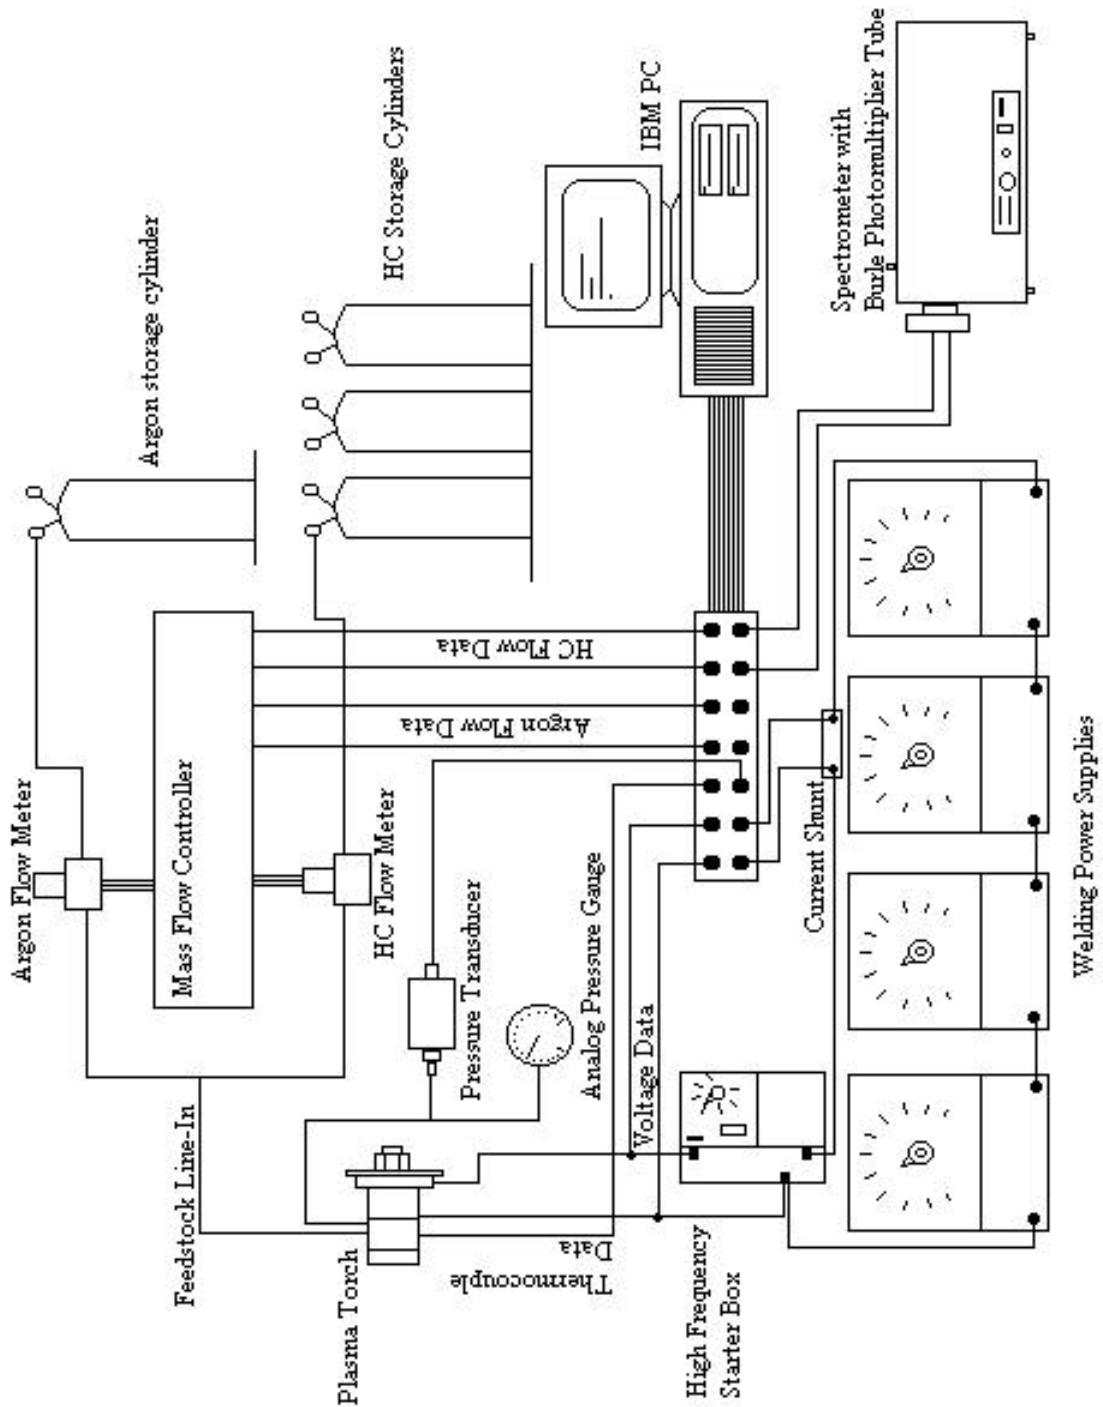 Argon Flow Meter
Argon storage cylinder
Mass Flow Controller
HC Flow Meter
HC Storage Cylinders
Feedstock Line-In
Plasma Torch
Pressure Transducer
Analog Pressure Gauge
HC Flow Data
Argon Flow Data
IBM PC
Thermocouple
Data
Voltage Data
High Frequency
Starter Box
Current Shunt
Spectrometer with
Burle Photomultiplier Tube
Welding Power Supplies